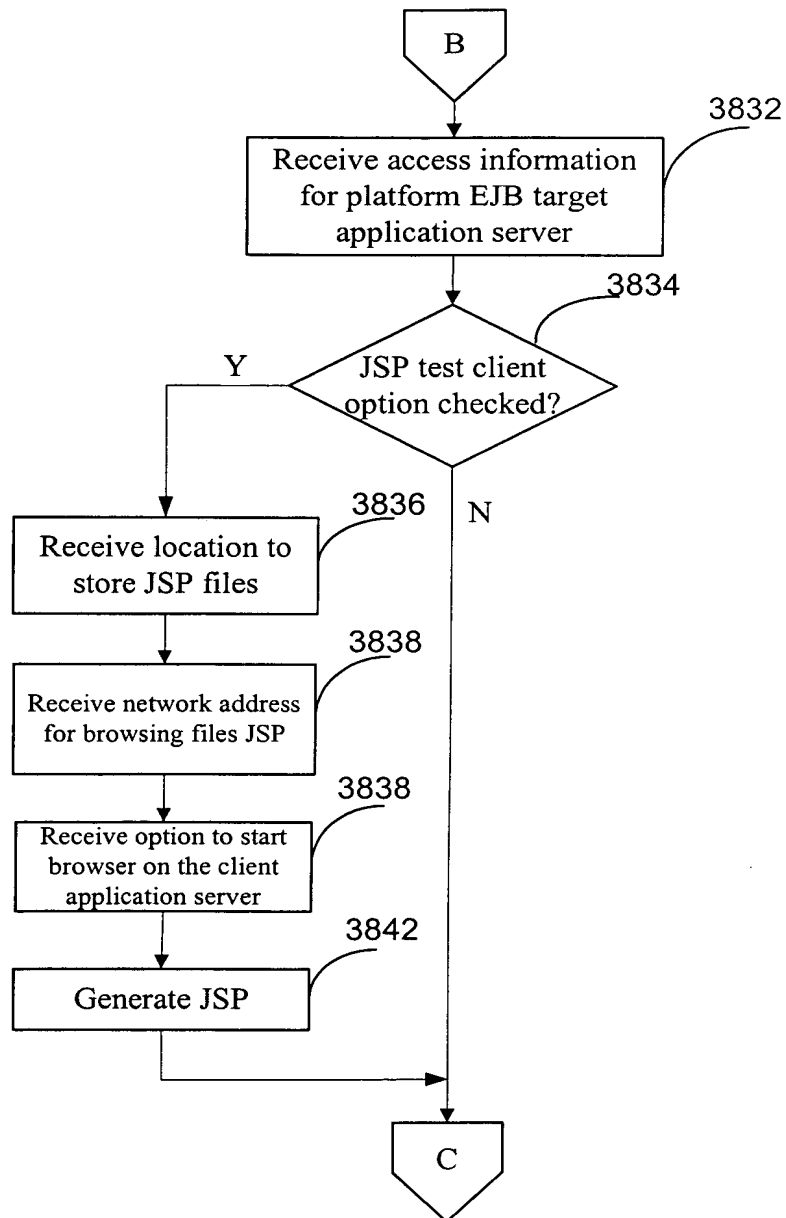 B
3832
Receive access information
for platform EJB target
application server
3834
JSP test client
option checked?
Y
N
3836
Receive location to
store JSP files
3838
Receive network address
for browsing files JSP
3838
Receive option to start
browser on the client
application server
3842
Generate JSP
C